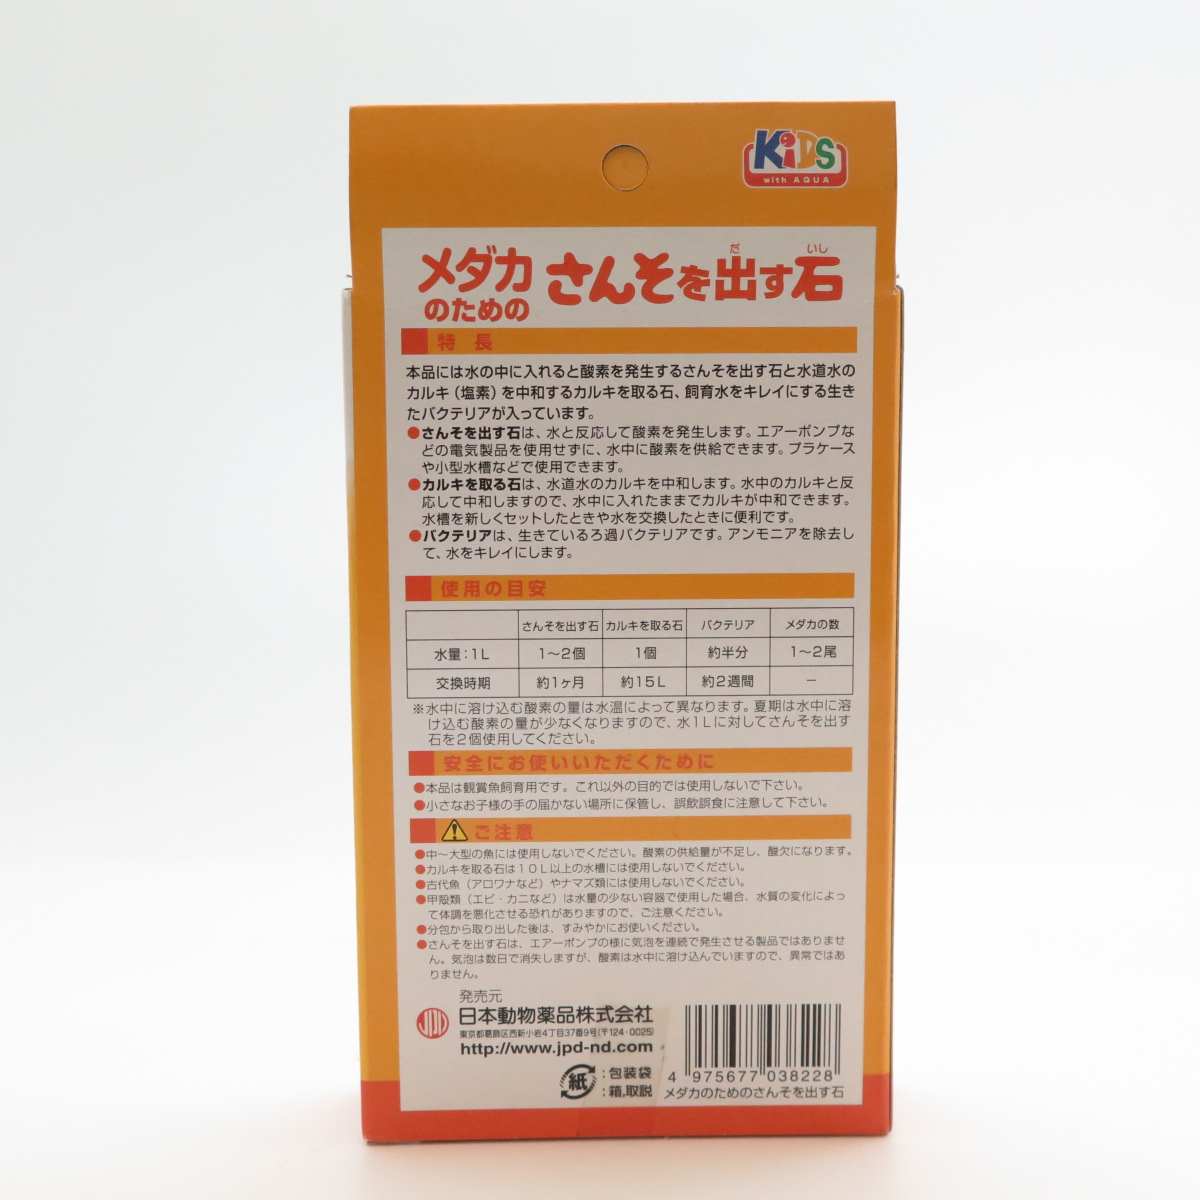 KiDS
with AQUA
メダカのための さんそを出す石
だ いし
特 長
本品には水の中に入れると酸素を発生するさんそを出す石と水道水の
カルキ（塩素）を中和するカルキを取る石、飼育水をキレイにする生き
たバクテリアが入っています。
●さんそを出す石は、水と反応して酸素を発生します。エアーポンプな
どの電気製品を使用せずに、水中に酸素を供給できます。プラケース
や小型水槽などで使用できます。
●カルキを取る石は、水道水のカルキを中和します。水中のカルキと反
応して中和しますので、水中に入れたままでカルキが中和できます。
水槽を新しくセットしたときや水を交換したときに便利です。
●バクテリアは、生きているろ過バクテリアです。アンモニアを除去し
て、水をキレイにします。
使用の目安
さんそを出す石 カルキを取る石 バクテリア メダカの数
水量：1L 1〜2個 1個 約半分 1〜2尾
交換時期 約1ヶ月 約15L 約2週間 −
※水中に溶け込む酸素の量は水温によって異なります。夏期は水中に溶
け込む酸素の量が少なくなりますので、水1Lに対してさんそを出す
石を2個使用してください。
安全にお使いいただくために
●本品は観賞魚飼育用です。これ以外の目的では使用しないで下さい。
●小さなお子様の手の届かない場所に保管し、誤飲誤食に注意して下さい。
ご注意
●中〜大型の魚には使用しないでください。酸素の供給量が不足し、酸欠になります。
●カルキを取る石は10L以上の水槽には使用しないでください。
●古代魚（アロワナなど）やナマズ類には使用しないでください。
●甲殻類（エビ・カニなど）は水量の少ない容器で使用した場合、水質の変化によっ
て体調を悪化させる恐れがありますので、ご注意ください。
●分包から取り出した後は、すみやかにお使いください。
●さんそを出す石は、エアーポンプの様に気泡を連続で発生させる製品ではありませ
ん。気泡は数日で消失しますが、酸素は水中に溶け込んでいますので、異常ではあ
りません。
発売元
JPD
日本動物薬品株式会社
東京都葛飾区西新小岩4丁目37番9号(〒124-0025)
http://www.jpd-nd.com
紙 ：包装袋
：箱,取説
4 975677 038228
メダカのためのさんそを出す石